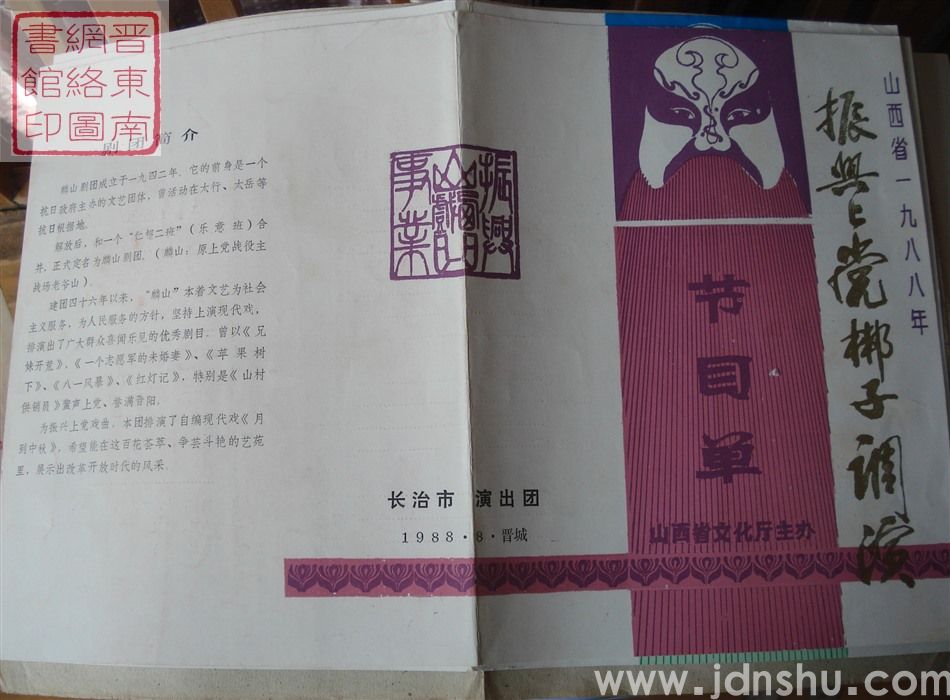 晋东南
網絡圖
書館印
剧团简介
麟山剧团成立于一九四二年。它的前身是一个
抗日政府主办的文艺团体，曾活动在太行、太岳等
抗日根据地。
解放后，和一个“仁帮二班”（乐意班）合
并，正式定名为麟山剧团。（麟山：原上党战役主
战场老爷山）。
建团四十六年以来，“麟山”本着文艺为社会
主义服务，为人民服务的方针，坚持上演现代戏，
排演出了广大群众喜闻乐见的优秀剧目。曾以《兄
妹开荒》、《一个志愿军的未婚妻》、《苹果树
下》、《八一风暴》、《红灯记》，特别是《山村
供销员》蜚声上党、誉满晋阳。
为振兴上党戏曲，本团排演了自编现代戏《月
到中秋》，希望能在这百花荟萃、争芸斗艳的艺苑
里，展示出改革开放时代的风采。
振興
事業
长治市 演出团
1988·8·晋城
山西省一九八八年
振興上党梆子调演
节目单
山西省文化厅主办
www.jdnshu.com